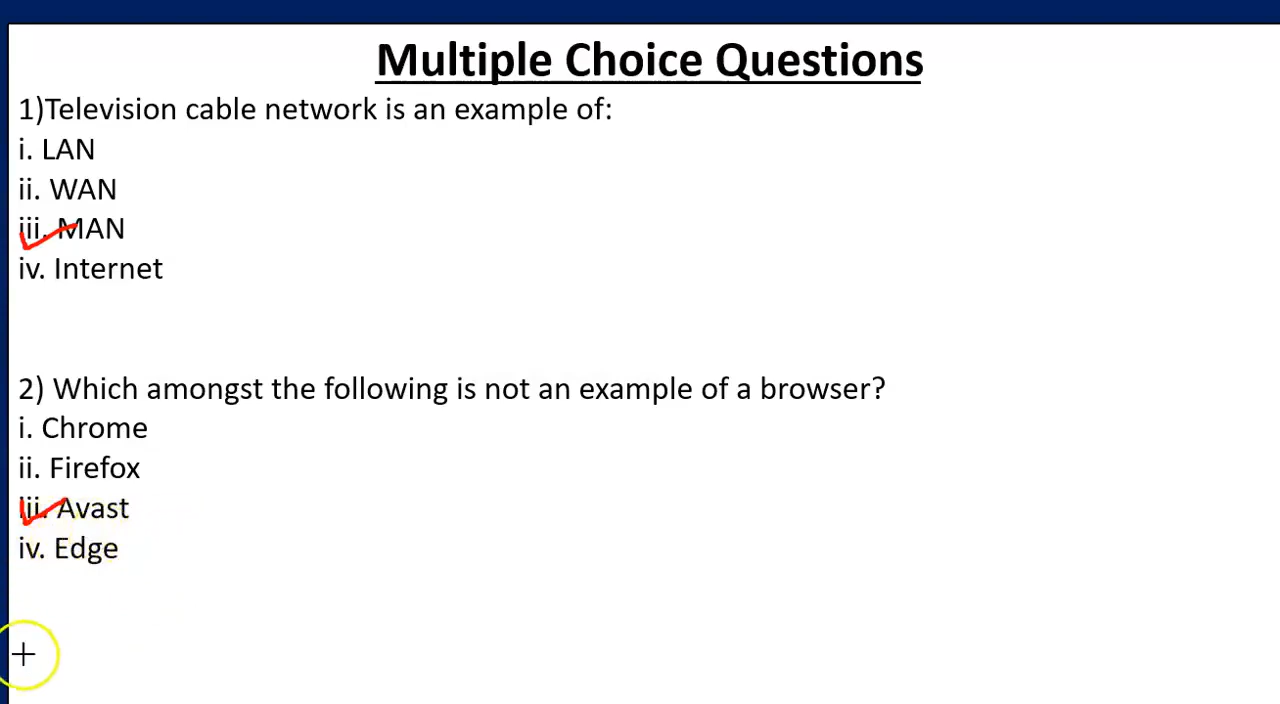 Multiple Choice Questions
1)Television cable network is an example of:
i. LAN
ii. WAN
iii. MAN
iv. Internet
2) Which amongst the following is not an example of a browser?
i. Chrome
ii. Firefox
iii. Avast
iv. Edge